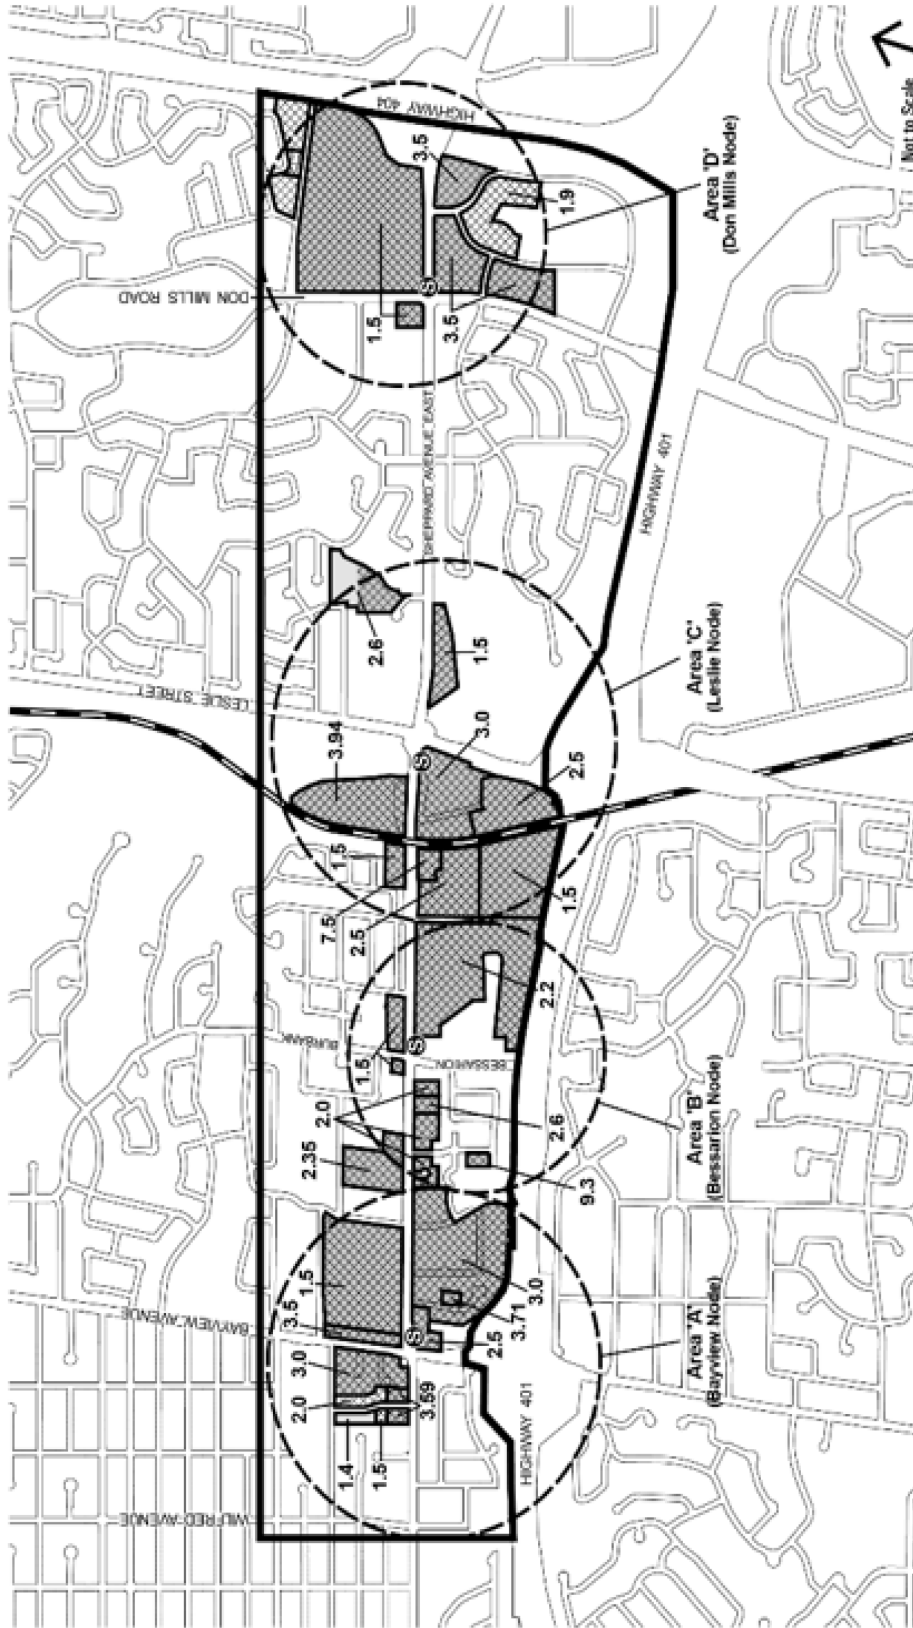 HIGHWAY 404
3.5
1.9
Area 'D'
(Don Mills Node)
Not to Scale
DON MILLS ROAD
1.5
3.5
S
SHEPPARD AVENUE EAST
HIGHWAY 401
2.6
1.5
LESLIE STREET
Area 'C'
(Leslie Node)
3.94
3.0
S
2.5
1.5
7.5
2.5
1.5
2.2
BURBANK
S
BESSARION
1.5
2.0
2.6
Area 'B'
(Bessarion Node)
2.35
9.3
1.5
3.5
3.0
3.71
BAYVIEW AVENUE
S
2.5
Area 'A'
(Bayview Node)
3.0
2.0
3.59
1.4
1.5
HIGHWAY 401
WILFRED AVENUE